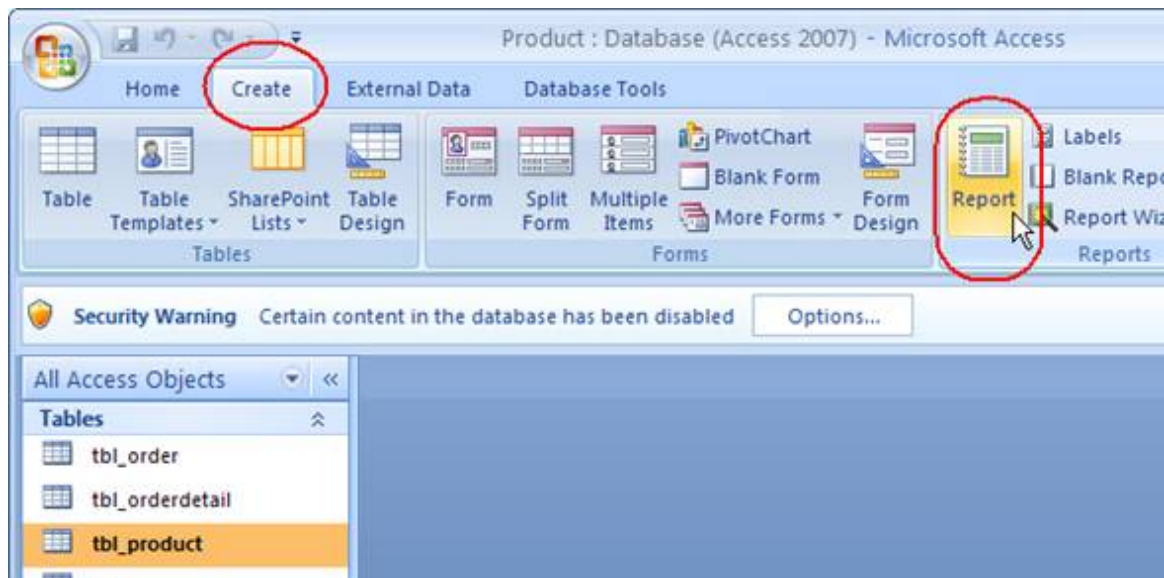 Product : Database (Access 2007) - Microsoft Access
Home Create External Data Database Tools
Table
Table Templates
SharePoint Lists
Table Design
Tables
Form
Split Form
Multiple Items
PivotChart
Blank Form
More Forms
Form Design
Forms
Report
Labels
Blank Repo
Report Wiz
Reports
Security Warning Certain content in the database has been disabled Options...
All Access Objects
Tables
tbl_order
tbl_orderdetail
tbl_product